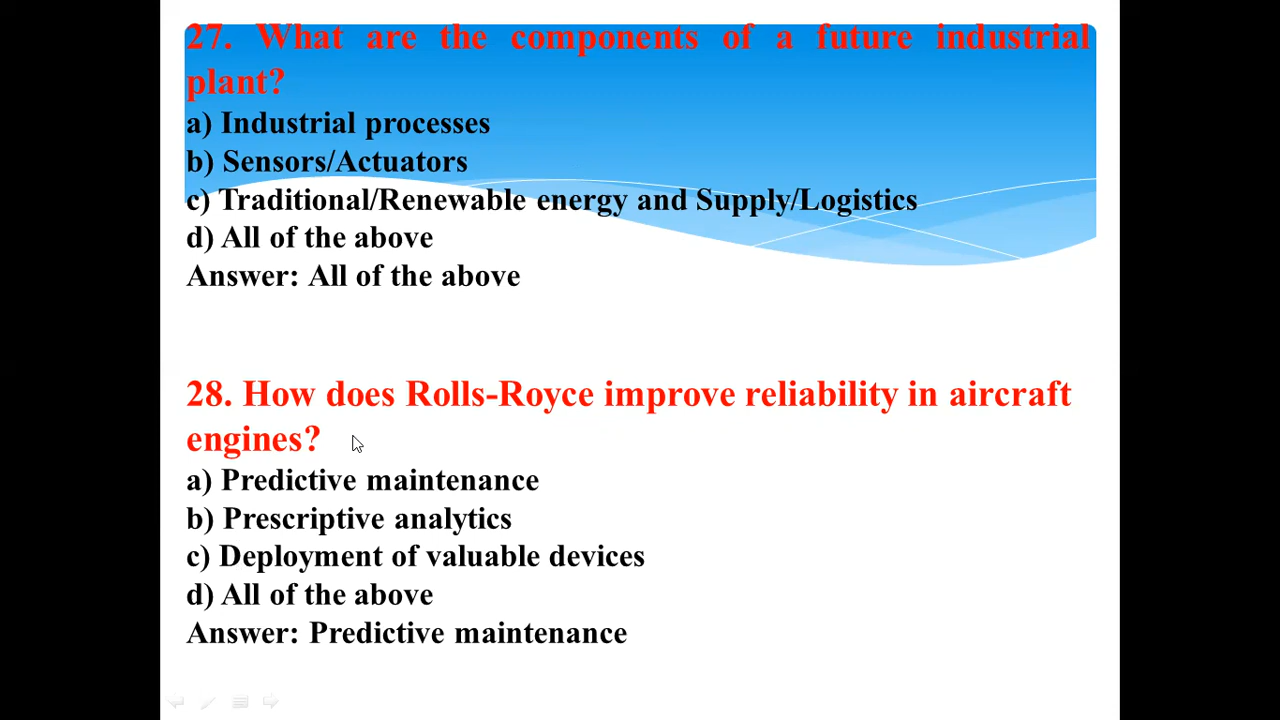 27. What are the components of a future industrial
plant?
a) Industrial processes
b) Sensors/Actuators
c) Traditional/Renewable energy and Supply/Logistics
d) All of the above
Answer: All of the above
28. How does Rolls-Royce improve reliability in aircraft
engines?
a) Predictive maintenance
b) Prescriptive analytics
c) Deployment of valuable devices
d) All of the above
Answer: Predictive maintenance